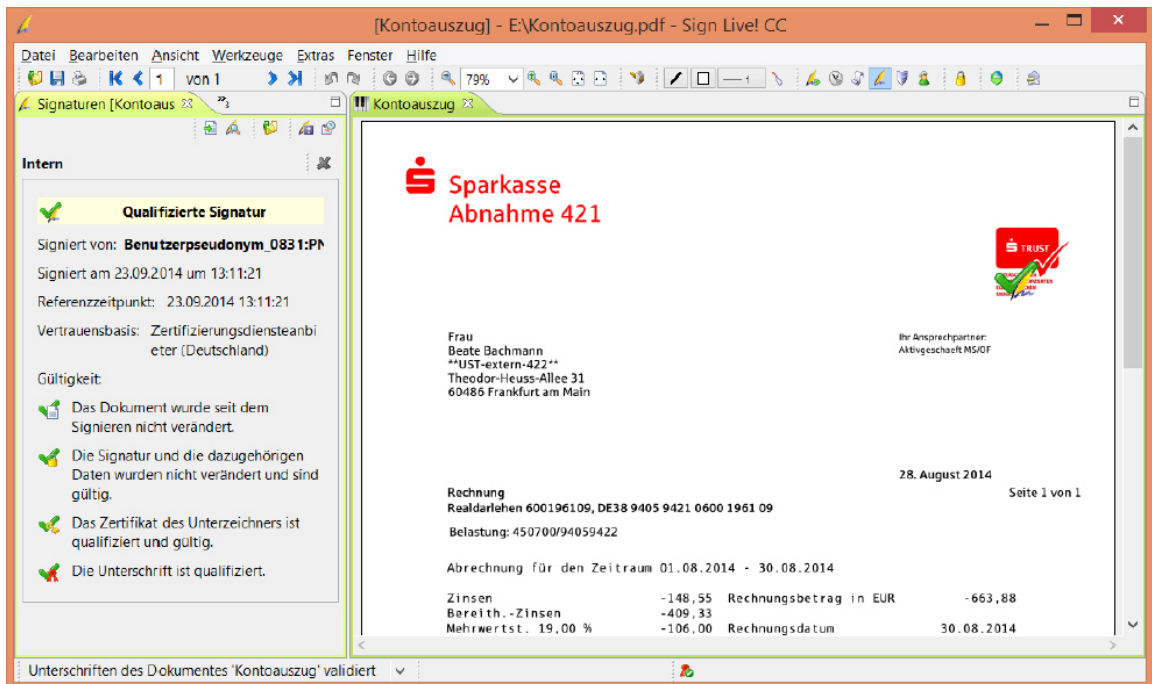 [Kontoauszug] - E:\Kontoauszug.pdf - Sign Live! CC
Datei Bearbeiten Ansicht Werkzeuge Extras Fenster Hilfe
1 von 1 79%
Signaturen [Kontoaus
Kontoauszug
Intern
Qualifizierte Signatur
Signiert von: Benutzerpseudonym_0831:PN
Signiert am 23.09.2014 um 13:11:21
Referenzzeitpunkt: 23.09.2014 13:11:21
Vertrauensbasis: Zertifizierungsdiensteanbi
eter (Deutschland)
Gültigkeit:
Das Dokument wurde seit dem
Signieren nicht verändert.
Die Signatur und die dazugehörigen
Daten wurden nicht verändert und sind
gültig.
Das Zertifikat des Unterzeichners ist
qualifiziert und gültig.
Die Unterschrift ist qualifiziert.
Sparkasse
Abnahme 421
S TRUST
Frau
Beate Bachmann
**UST-extern-422**
Theodor-Heuss-Allee 31
60486 Frankfurt am Main
Ihr Ansprechpartner:
Aktivgeschaeft MS/OF
28. August 2014
Rechnung Seite 1 von 1
Realdarlehen 600196109, DE38 9405 9421 0600 1961 09
Belastung: 450700/94059422
Abrechnung für den Zeitraum 01.08.2014 - 30.08.2014
Zinsen -148,55 Rechnungsbetrag in EUR -663,88
Bereith.-Zinsen -409,33
Mehrwertst. 19,00 % -106,00 Rechnungsdatum 30.08.2014
Unterschriften des Dokumentes 'Kontoauszug' validiert